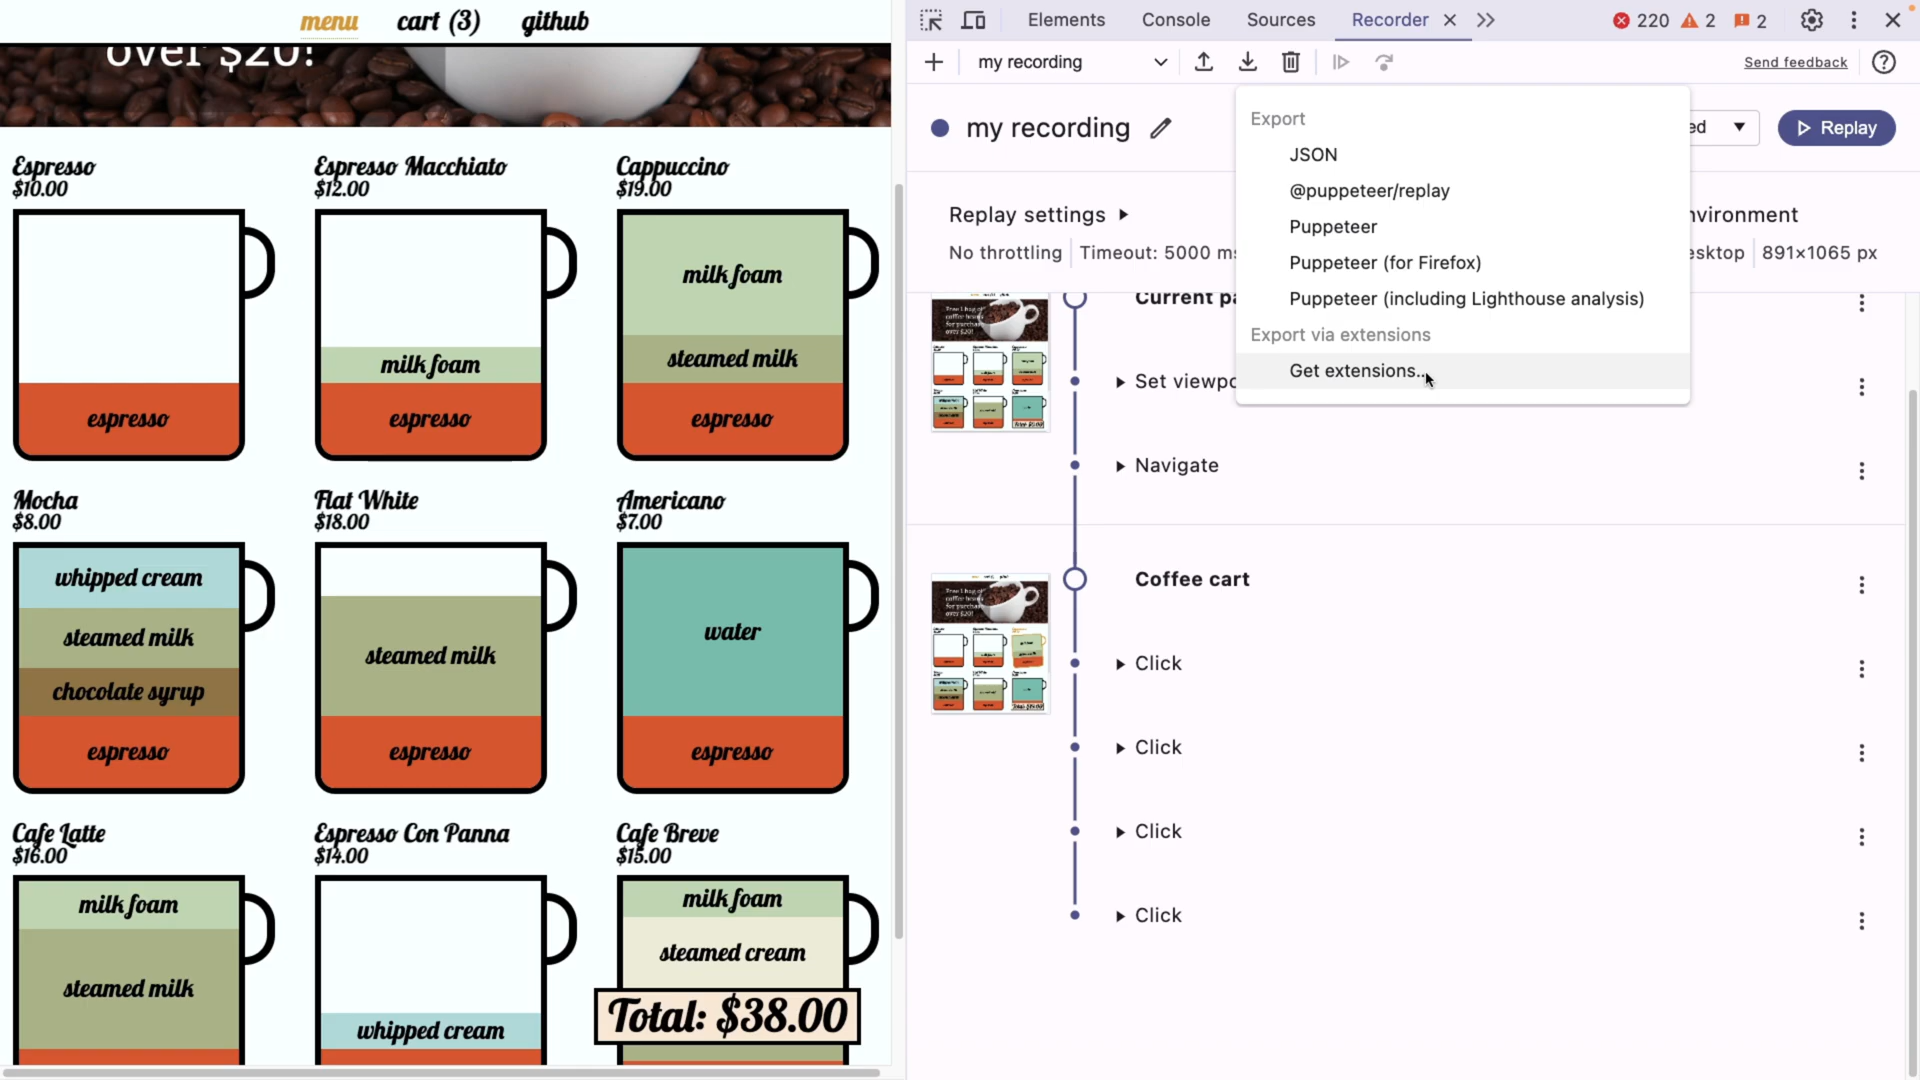 menu cart (3) github
over $20!
Espresso
$10.00
espresso
Espresso Macchiato
$12.00
milk foam
espresso
Cappuccino
$19.00
milk foam
steamed milk
espresso
Mocha
$8.00
whipped cream
steamed milk
chocolate syrup
espresso
Flat White
$18.00
steamed milk
espresso
Americano
$7.00
water
espresso
Cafe Latte
$16.00
milk foam
steamed milk
Espresso Con Panna
$14.00
whipped cream
Cafe Breve
$15.00
milk foam
steamed cream
Total: $38.00
Elements Console Sources Recorder 220 2 2
my recording Send feedback
my recording
ed Replay
Replay settings
No throttling Timeout: 5000 ms
nvironment
esktop 891×1065 px
Export
JSON
@puppeteer/replay
Puppeteer
Puppeteer (for Firefox)
Puppeteer (including Lighthouse analysis)
Export via extensions
Get extensions...
Current pa
Set viewpo
Navigate
Coffee cart
Click
Click
Click
Click